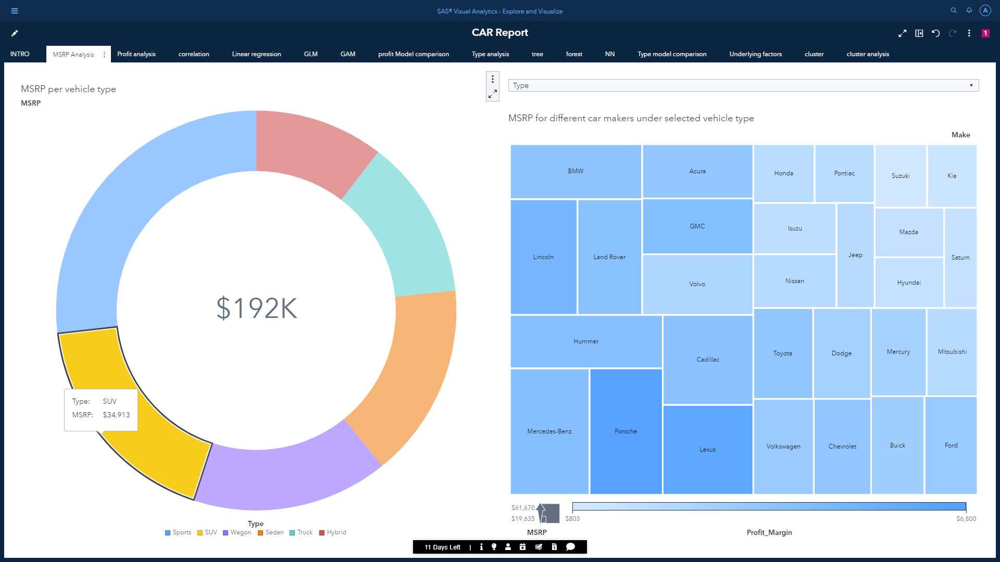 SAS® Visual Analytics - Explore and Visualize
A
CAR Report
1
INTRO
MSRP Analysis
Profit analysis
correlation
Linear regression
GLM
GAM
profit Model comparison
Type analysis
tree
forest
NN
Type model comparison
Underlying factors
cluster
cluster analysis
MSRP per vehicle type
MSRP
$192K
Type: SUV
MSRP: $34,913
Type
Sports
SUV
Wagon
Sedan
Truck
Hybrid
Type
MSRP for different car makers under selected vehicle type
Make
BMW
Acura
Honda
Pontiac
Suzuki
Kia
Lincoln
Land Rover
GMC
Isuzu
Jeep
Mazda
Saturn
Volvo
Nissan
Hyundai
Hummer
Cadillac
Toyota
Dodge
Mercury
Mitsubishi
Mercedes-Benz
Porsche
Lexus
Volkswagen
Chevrolet
Buick
Ford
$61,670
$19,635
MSRP
$803
$6,800
Profit_Margin
11 Days Left |